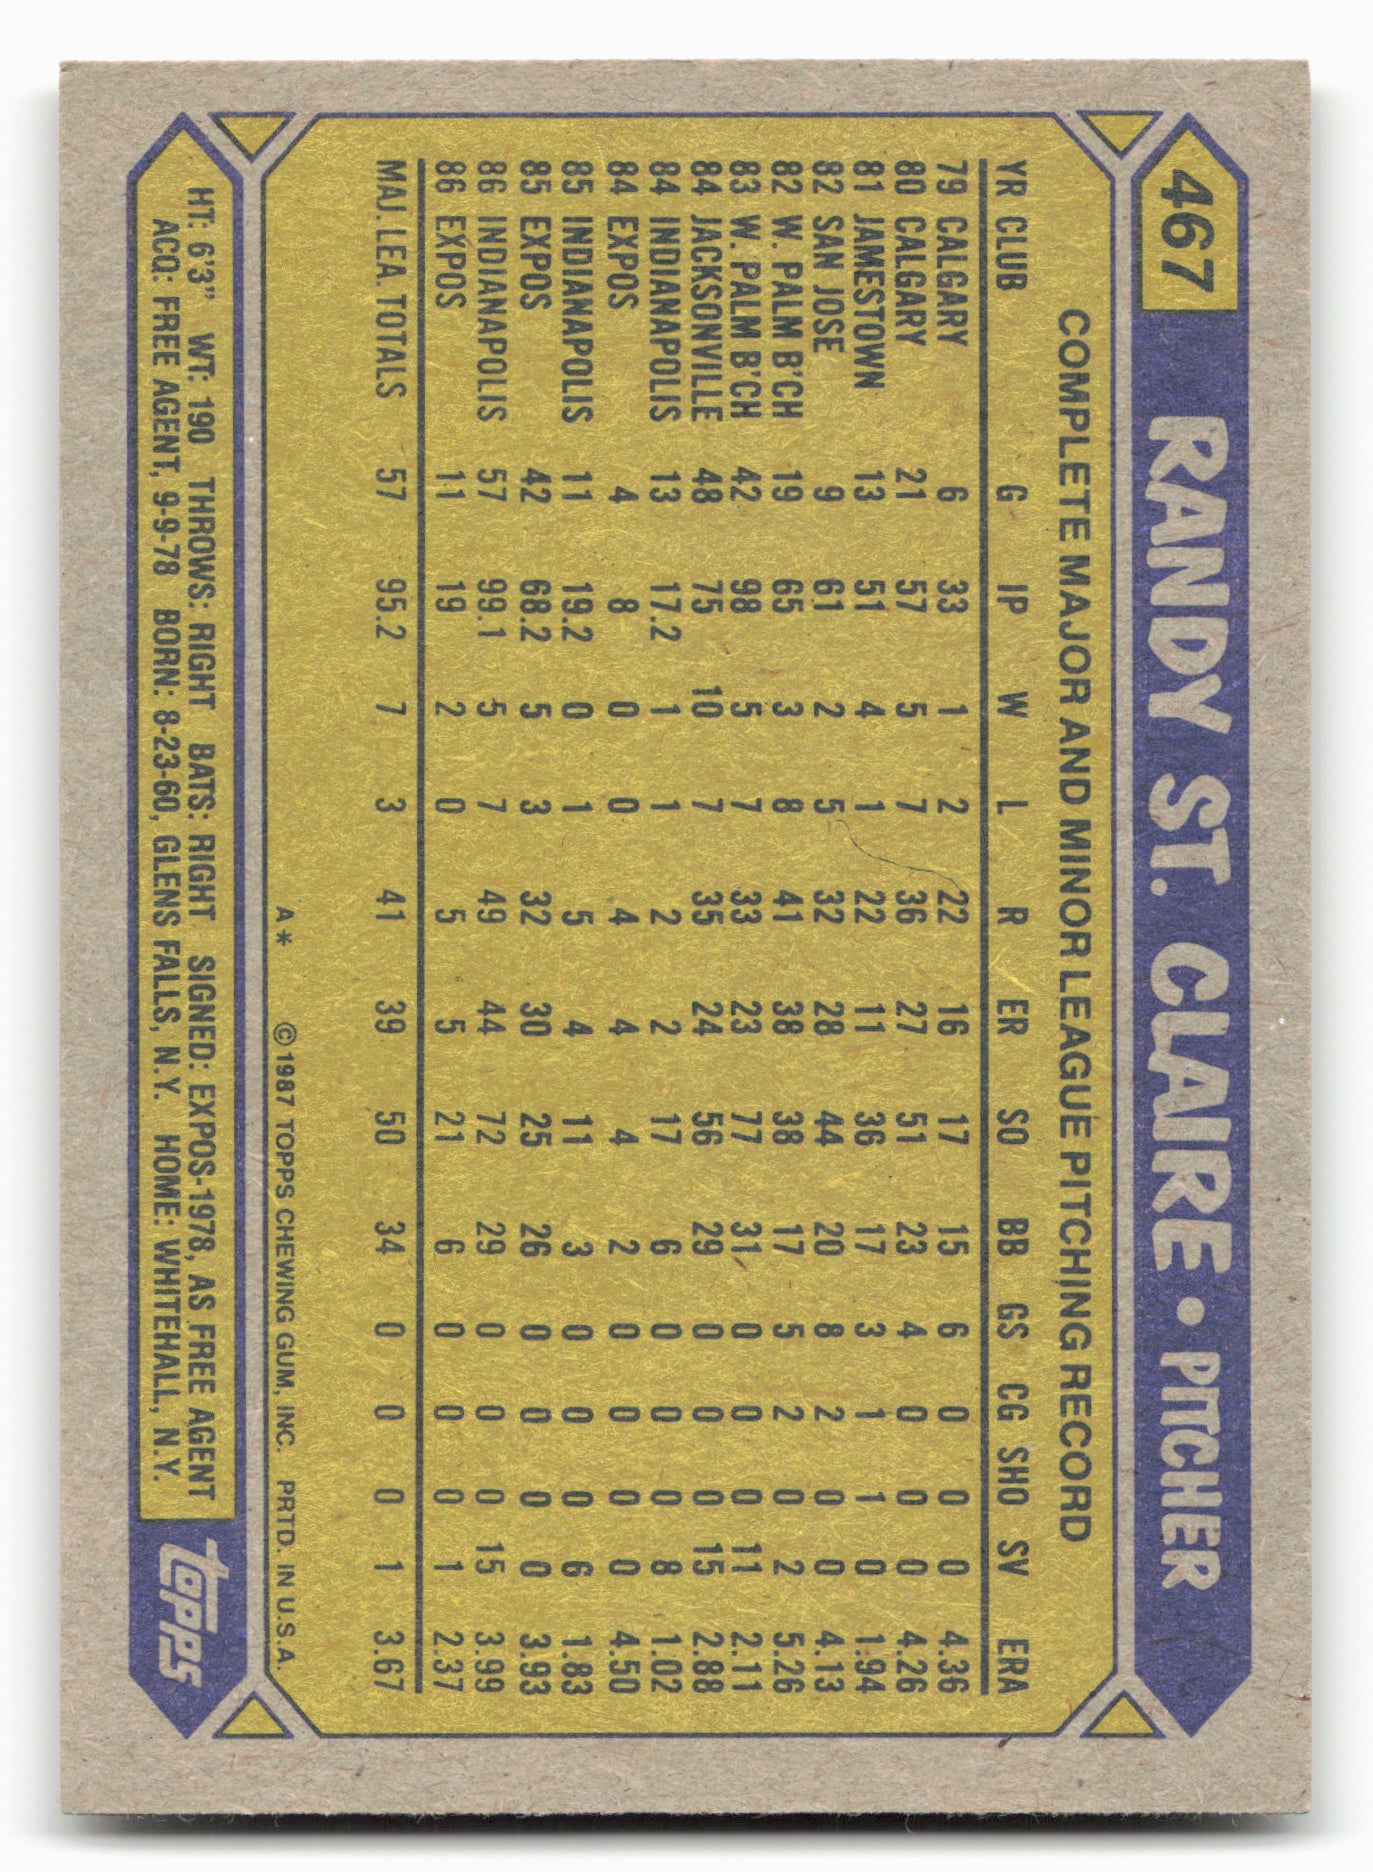 467 RANDY ST. CLAIRE • PITCHER
COMPLETE MAJOR AND MINOR LEAGUE PITCHING RECORD
YR CLUB G IP W L R ER SO BB GS CG SHO SV ERA
79 CALGARY 6 33 1 2 22 16 17 15 6 0 0 0 4.36
80 CALGARY 21 57 5 7 36 27 51 23 4 0 0 0 4.26
81 JAMESTOWN 13 51 4 1 22 11 36 17 3 1 1 0 1.94
82 SAN JOSE 9 61 2 5 32 28 44 20 8 2 0 0 4.13
82 W. PALM B'CH 19 65 3 8 41 38 38 17 5 2 0 2 5.26
83 W. PALM B'CH 42 98 5 7 33 23 77 31 0 0 0 11 2.11
84 JACKSONVILLE 48 75 10 7 35 24 56 29 0 0 0 15 2.88
84 INDIANAPOLIS 13 17.2 1 1 2 2 17 6 0 0 0 8 1.02
84 EXPOS 4 8 0 0 4 4 4 2 0 0 0 0 4.50
85 INDIANAPOLIS 11 19.2 0 1 5 4 11 3 0 0 0 6 1.83
85 EXPOS 42 68.2 5 3 32 30 25 26 0 0 0 0 3.93
86 INDIANAPOLIS 57 99.1 5 7 49 44 72 29 0 0 0 15 3.99
86 EXPOS 11 19 2 0 5 5 21 6 0 0 0 1 2.37
MAJ. LEA. TOTALS 57 95.2 7 3 41 39 50 34 0 0 0 1 3.67
A* © 1987 TOPPS CHEWING GUM, INC. PRTD. IN U.S.A.
HT: 6'3" WT: 190 THROWS: RIGHT BATS: RIGHT SIGNED: EXPOS-1978, AS FREE AGENT
ACQ: FREE AGENT, 9-9-78 BORN: 8-23-60, GLENS FALLS, N.Y. HOME: WHITEHALL, N.Y.
topps